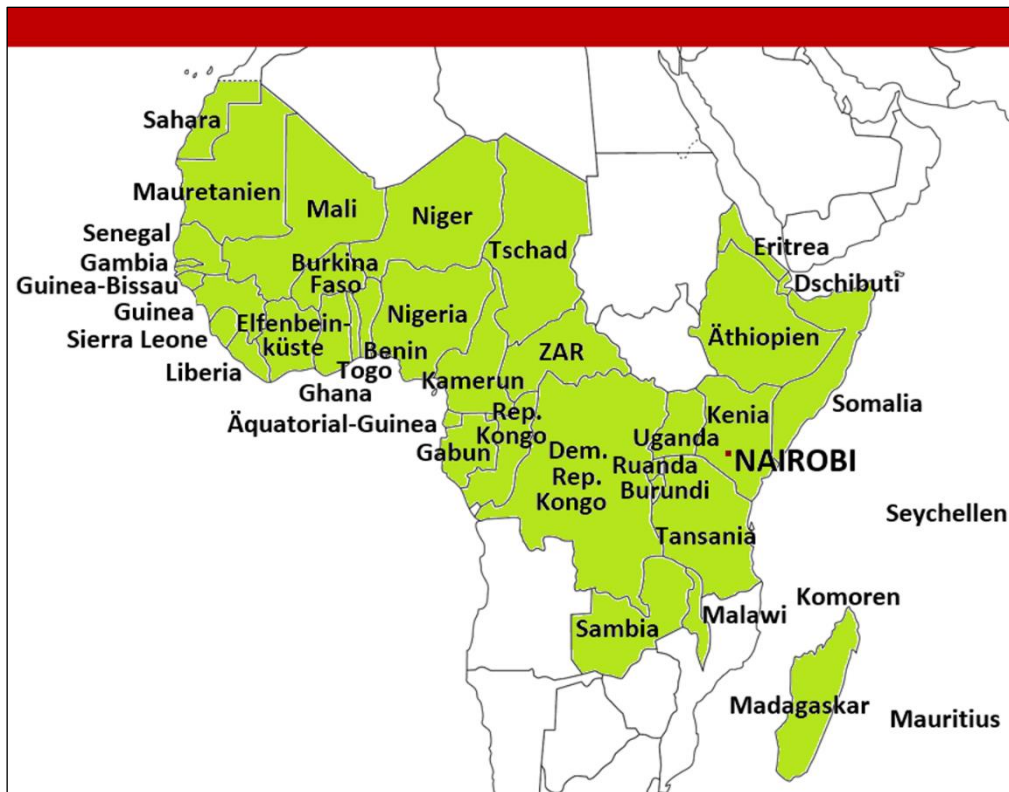 Sahara
Mauretanien
Mali
Niger
Tschad
Senegal
Gambia
Guinea-Bissau
Guinea
Sierra Leone
Liberia
Burkina
Faso
Elfenbein-
küste
Ghana
Togo
Benin
Nigeria
Kamerun
ZAR
Eritrea
Dschibuti
Äthiopien
Somalia
Äquatorial-Guinea
Gabun
Rep.
Kongo
Dem.
Rep.
Kongo
Uganda
Kenia
NAIROBI
Ruanda
Burundi
Tansania
Seychellen
Sambia
Malawi
Komoren
Madagaskar
Mauritius